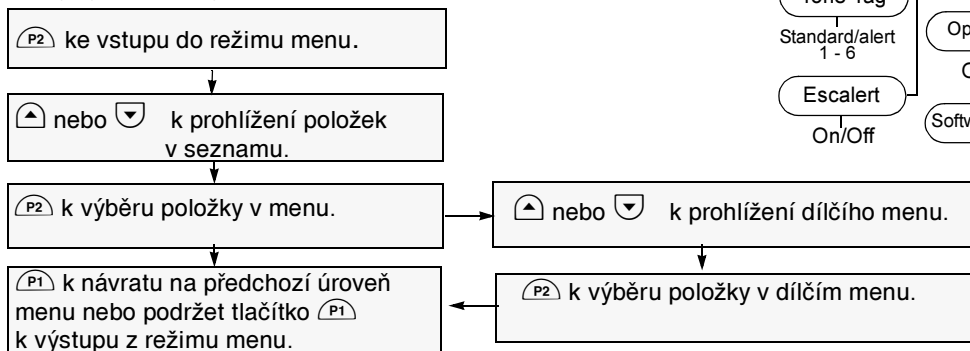 P2 ke vstupu do režimu menu.
nebo k prohlížení položek
v seznamu.
P2 k výběru položky v menu.
P1 k návratu na předchozí úroveň
menu nebo podržet tlačítko P1
k výstupu z režimu menu.
nebo k prohlížení dílčího menu.
P2 k výběru položky v dílčím menu.
Standard/alert
1 - 6
Escalert
On/Off